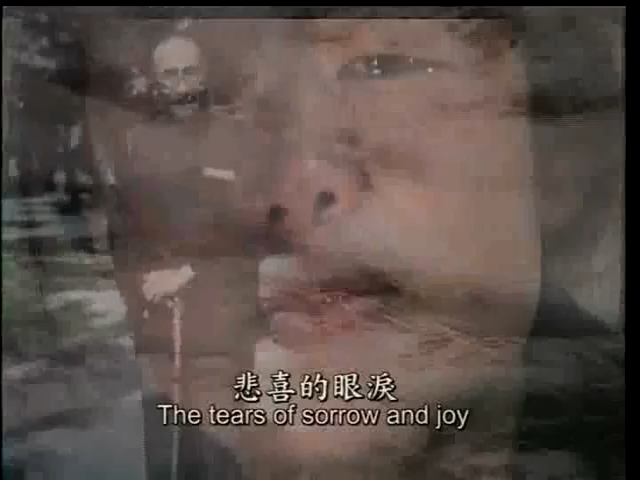 悲喜的眼淚
The tears of sorrow and joy